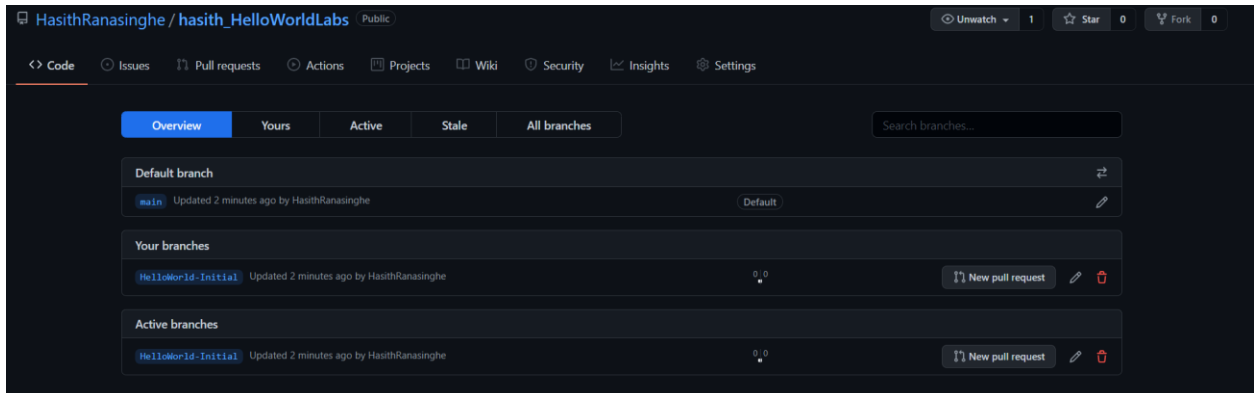 HasithRanasinghe / hasith_HelloWorldLabs Public Unwatch 1 Star 0 Fork 0
Code Issues Pull requests Actions Projects Wiki Security Insights Settings
Overview Yours Active Stale All branches Search branches...
Default branch
main Updated 2 minutes ago by HasithRanasinghe Default
Your branches
HelloWorld-Initial Updated 2 minutes ago by HasithRanasinghe 0|0 New pull request
Active branches
HelloWorld-Initial Updated 2 minutes ago by HasithRanasinghe 0|0 New pull request